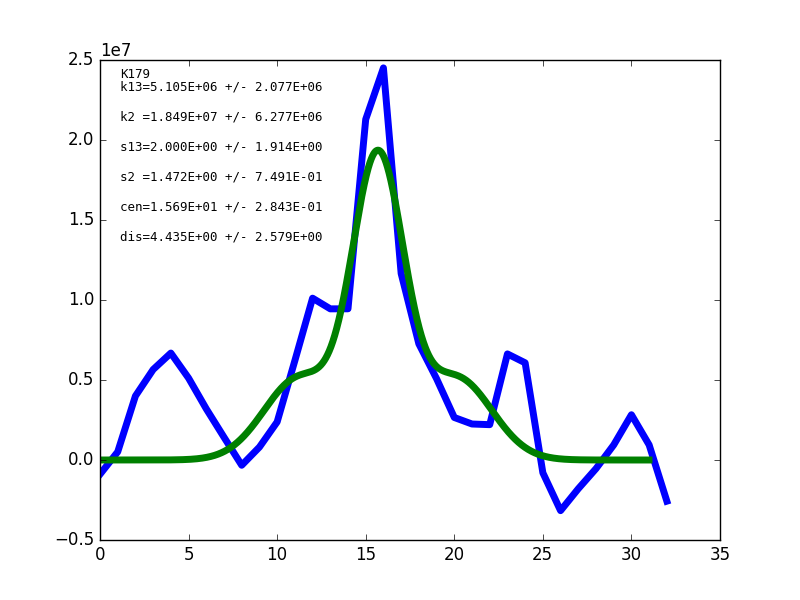 1e7
2.5
2.0
1.5
1.0
0.5
0.0
−0.5
K179
k13=5.105E+06 +/- 2.077E+06
k2 =1.849E+07 +/- 6.277E+06
s13=2.000E+00 +/- 1.914E+00
s2 =1.472E+00 +/- 7.491E-01
cen=1.569E+01 +/- 2.843E-01
dis=4.435E+00 +/- 2.579E+00
0 5 10 15 20 25 30 35